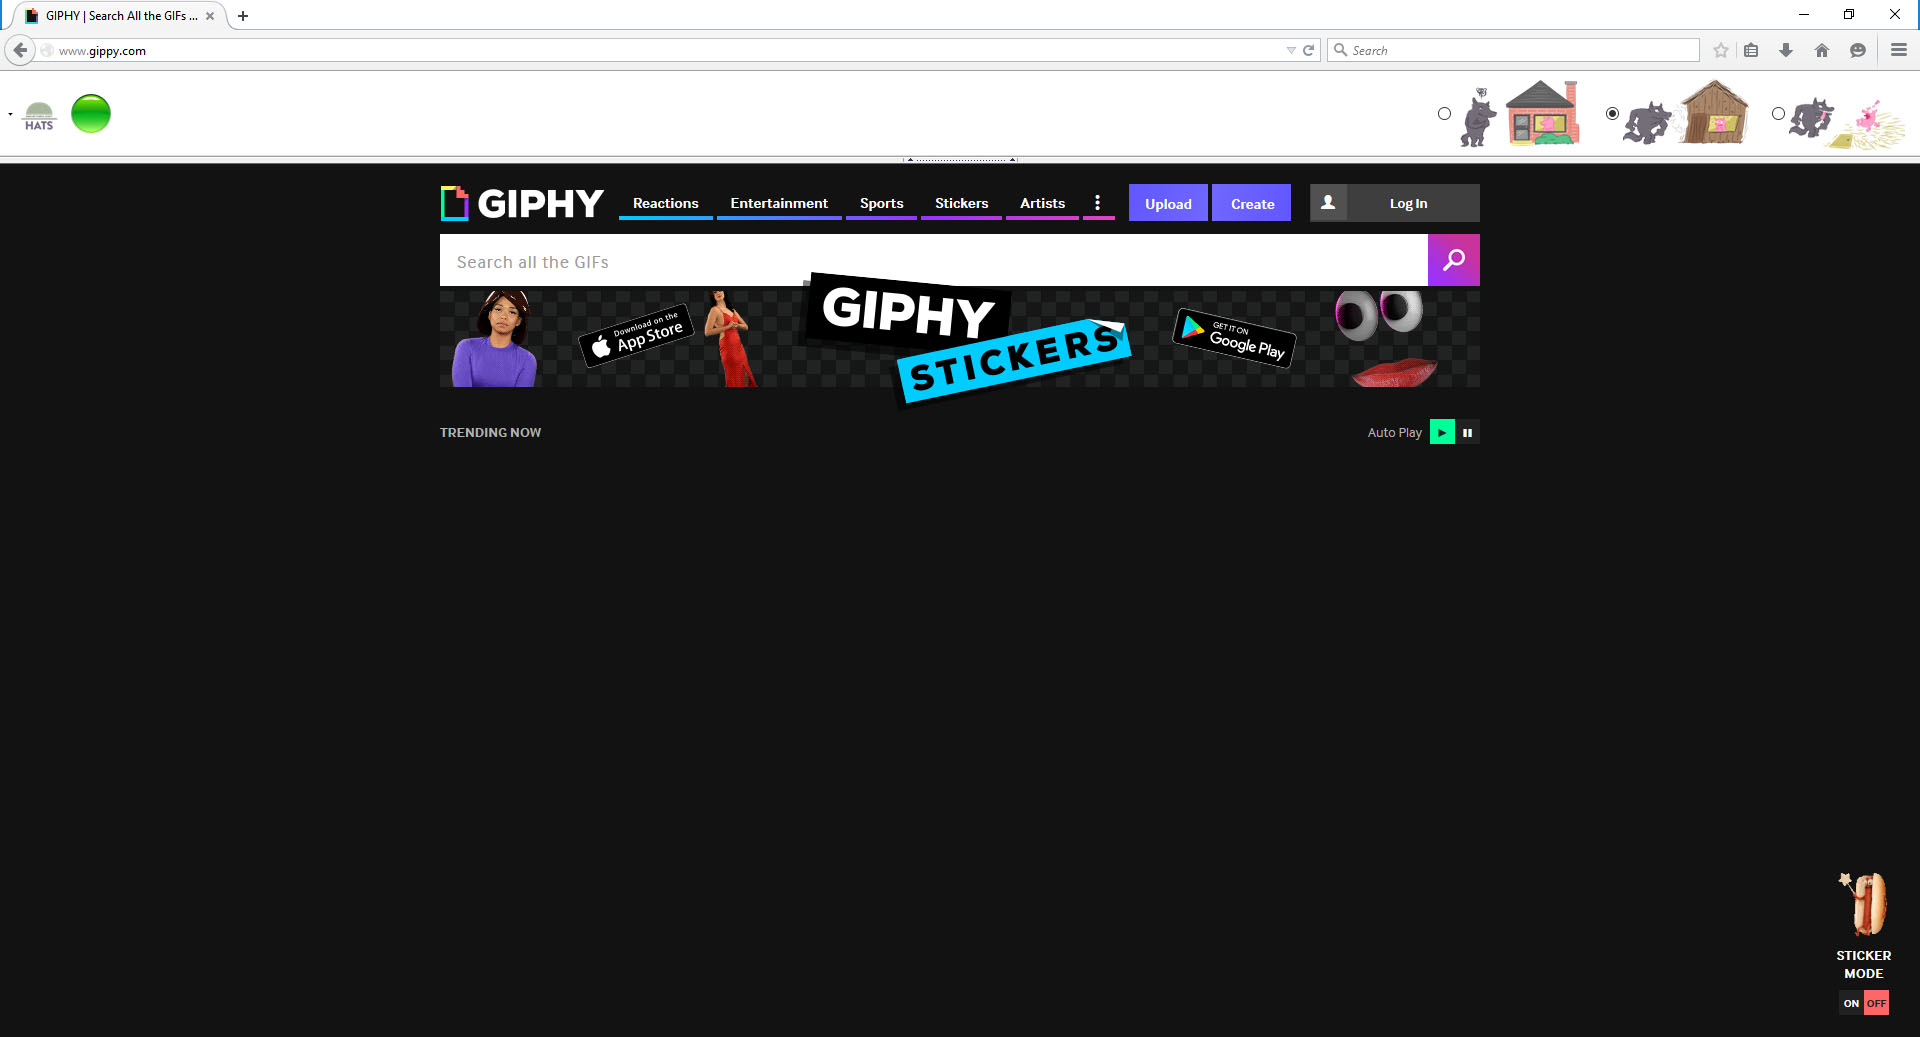 GIPHY | Search All the GIFs ...
www.gippy.com
Search
HATS
GIPHY
Reactions
Entertainment
Sports
Stickers
Artists
Upload
Create
Log In
Search all the GIFs
Download on the
App Store
GIPHY
STICKERS
GET IT ON
Google Play
TRENDING NOW
Auto Play
STICKER
MODE
ON OFF